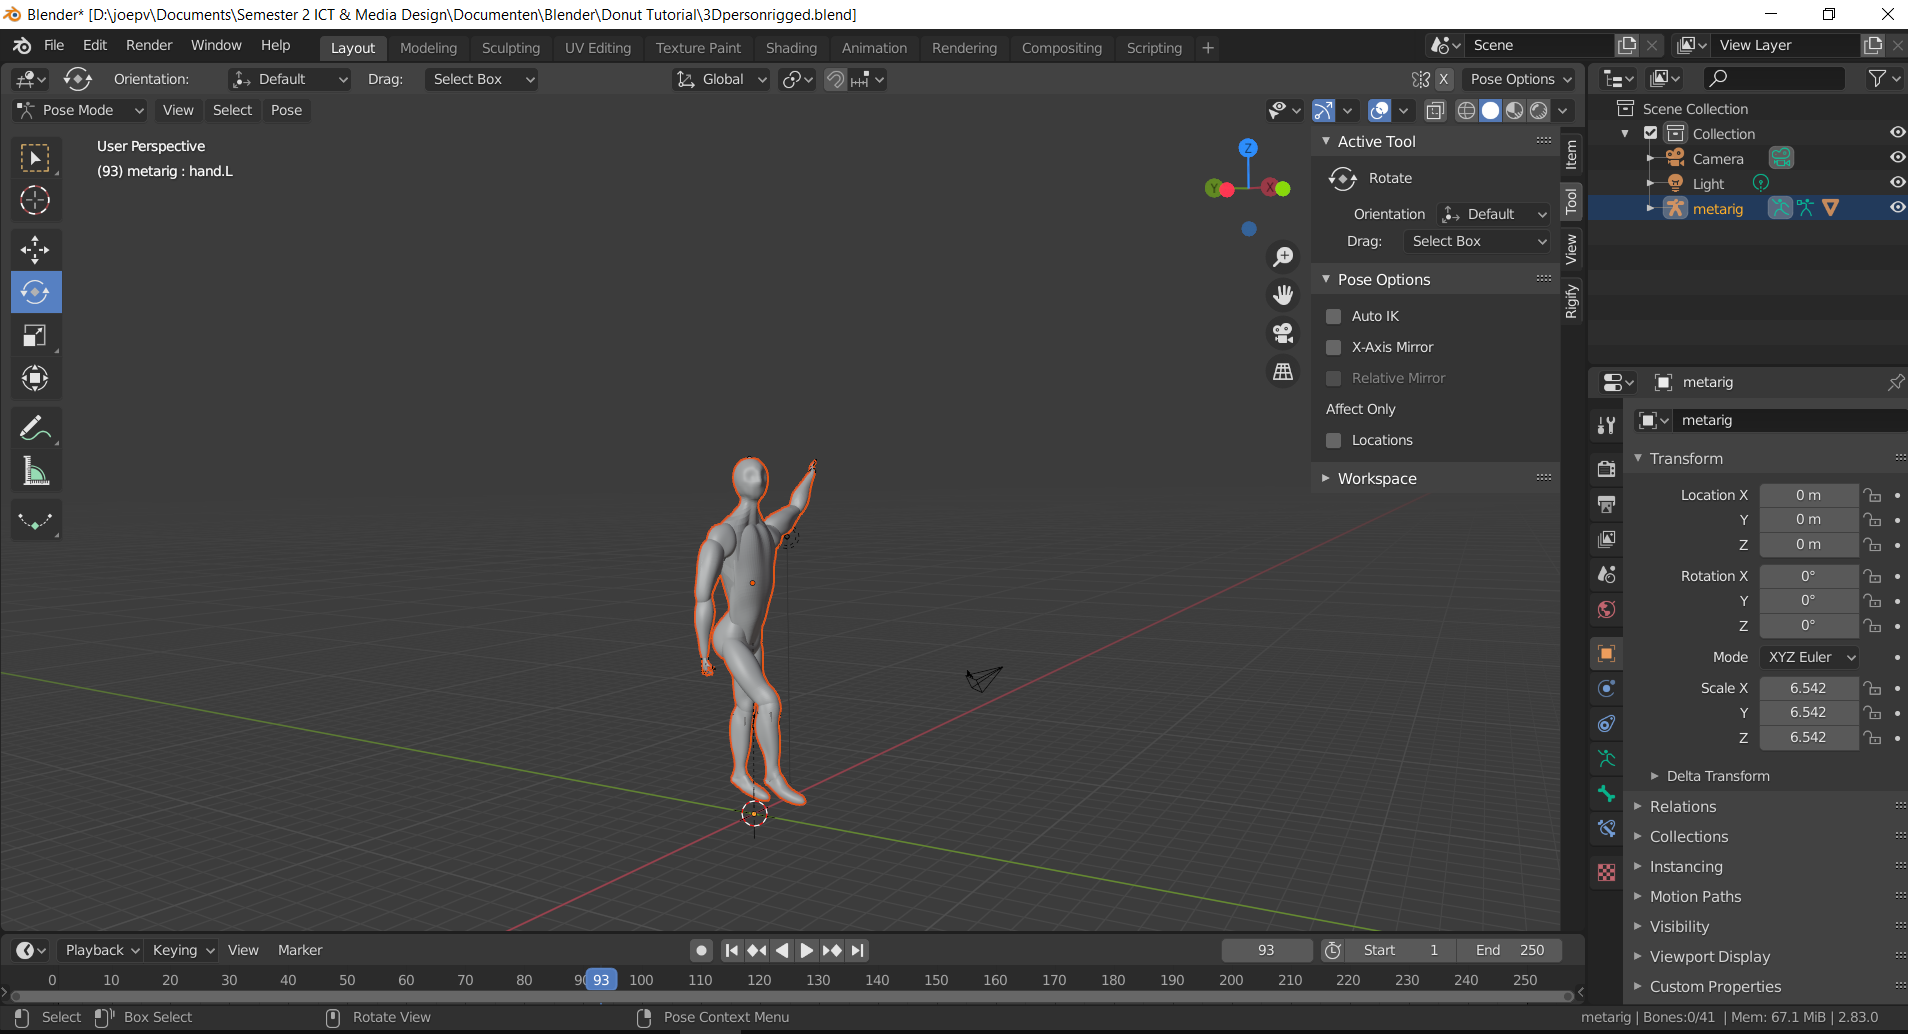 Blender* [D:\joepv\Documents\Semester 2 ICT & Media Design\Documenten\Blender\Donut Tutorial\3Dpersonrigged.blend]
File Edit Render Window Help Layout Modeling Sculpting UV Editing Texture Paint Shading Animation Rendering Compositing Scripting + Scene View Layer
Orientation: Default Drag: Select Box Global X Pose Options
Pose Mode View Select Pose
User Perspective
(93) metarig : hand.L
Z
Y X
Active Tool
Rotate
Orientation Default
Drag: Select Box
Pose Options
Auto IK
X-Axis Mirror
Relative Mirror
Affect Only
Locations
Workspace
Item
Tool
View
Rigify
Scene Collection
Collection
Camera
Light
metarig
metarig
metarig
Transform
Location X 0 m
Y 0 m
Z 0 m
Rotation X 0°
Y 0°
Z 0°
Mode XYZ Euler
Scale X 6.542
Y 6.542
Z 6.542
Delta Transform
Relations
Collections
Instancing
Motion Paths
Visibility
Viewport Display
Custom Properties
Playback Keying View Marker 93 Start 1 End 250
0 10 20 30 40 50 60 70 80 93 100 110 120 130 140 150 160 170 180 190 200 210 220 230 240 250
Select Box Select Rotate View Pose Context Menu metarig | Bones:0/41 | Mem: 67.1 MiB | 2.83.0